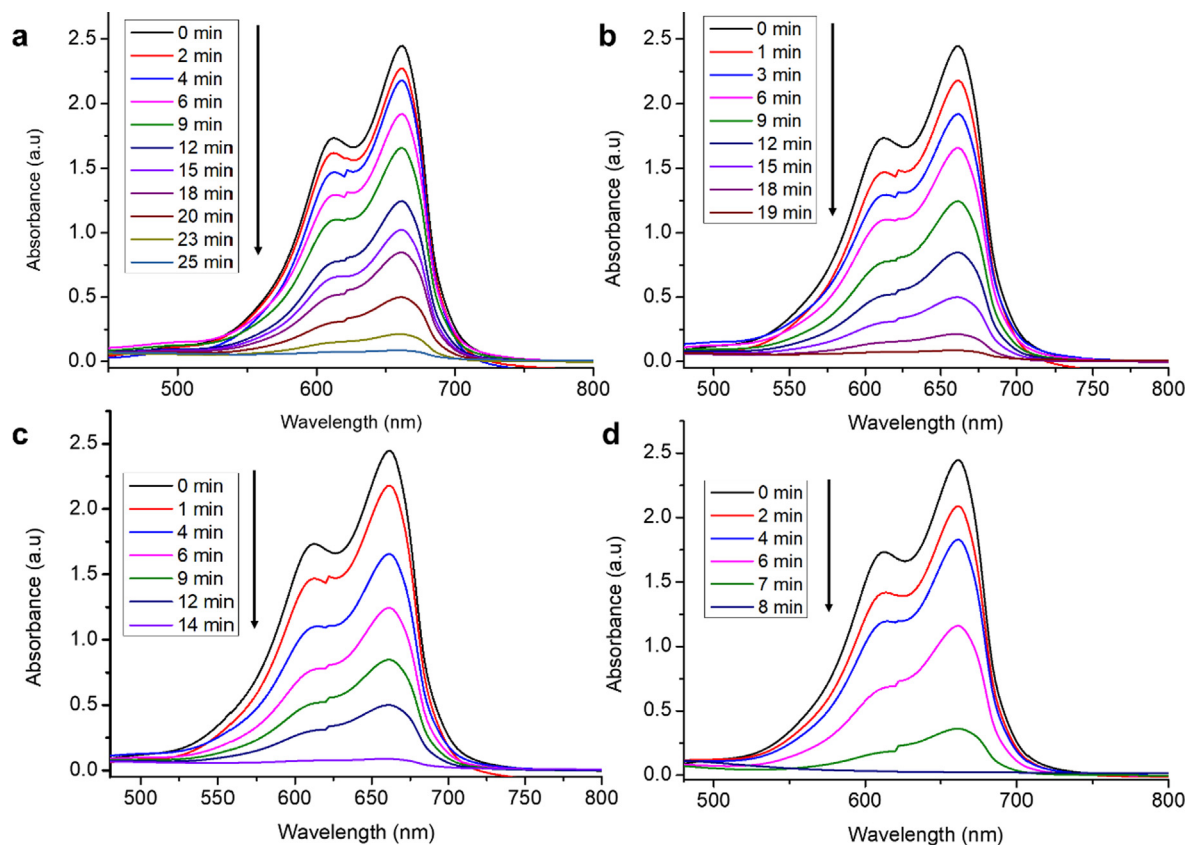 a
0 min
2 min
4 min
6 min
9 min
12 min
15 min
18 min
20 min
23 min
25 min
2.5
2.0
1.5
1.0
0.5
0.0
Absorbance (a.u)
500 600 700 800
Wavelength (nm)
b
0 min
1 min
3 min
6 min
9 min
12 min
15 min
18 min
19 min
2.5
2.0
1.5
1.0
0.5
0.0
Absorbance (a.u)
500 550 600 650 700 750 800
Wavelength (nm)
c
0 min
1 min
4 min
6 min
9 min
12 min
14 min
2.5
2.0
1.5
1.0
0.5
0.0
Absorbance (a.u)
500 550 600 650 700 750 800
Wavelength (nm)
d
0 min
2 min
4 min
6 min
7 min
8 min
2.5
2.0
1.5
1.0
0.5
0.0
Absorbance (a.u)
500 600 700 800
Wavelength (nm)